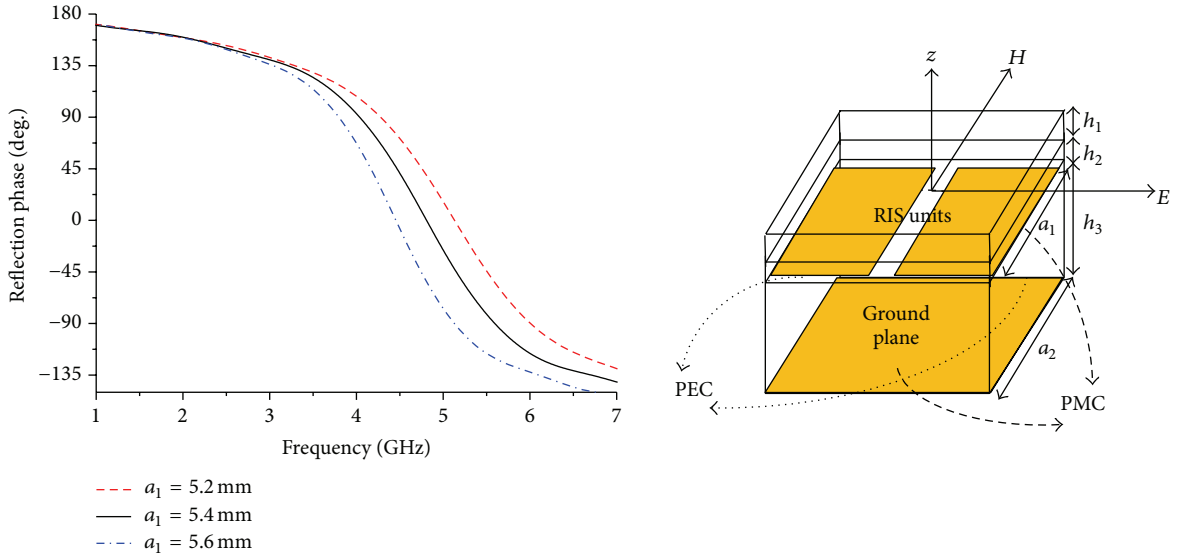 180
135
90
45
0
−45
−90
−135
Reflection phase (deg.)
1 2 3 4 5 6 7
Frequency (GHz)
a₁ = 5.2 mm
a₁ = 5.4 mm
a₁ = 5.6 mm
z
H
h₁
h₂
E
RIS units
a₁
h₃
Ground
plane
a₂
PEC
PMC